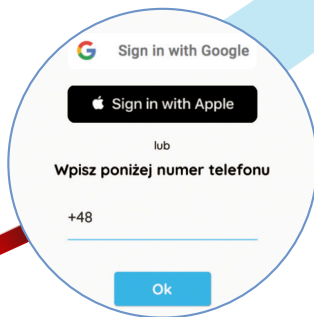 Sign in with Google
Sign in with Apple
lub
Wpisz poniżej numer telefonu
+48
Ok